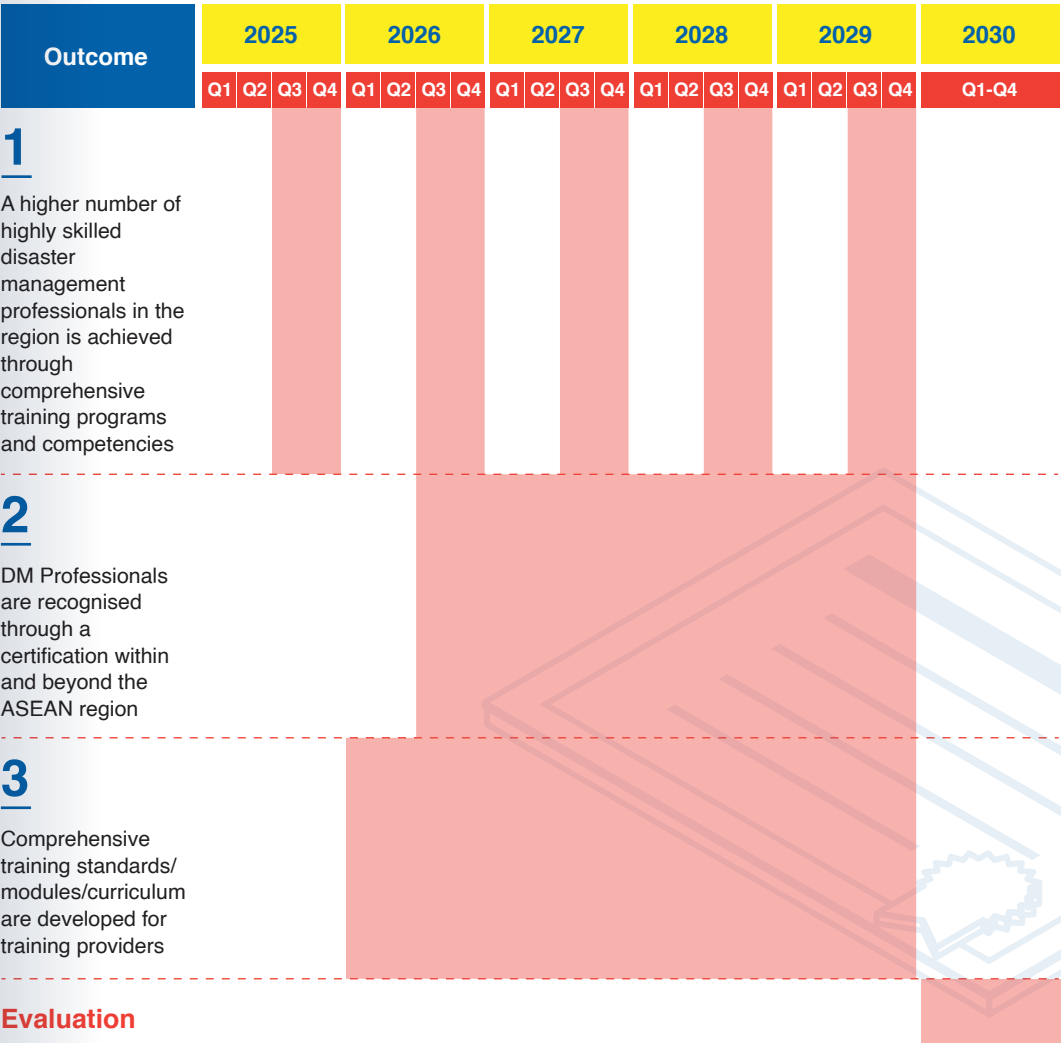 Outcome
2025 2026 2027 2028 2029 2030
Q1 Q2 Q3 Q4 Q1 Q2 Q3 Q4 Q1 Q2 Q3 Q4 Q1 Q2 Q3 Q4 Q1 Q2 Q3 Q4 Q1-Q4
1
A higher number of
highly skilled
disaster
management
professionals in the
region is achieved
through
comprehensive
training programs
and competencies
2
DM Professionals
are recognised
through a
certification within
and beyond the
ASEAN region
3
Comprehensive
training standards/
modules/curriculum
are developed for
training providers
Evaluation